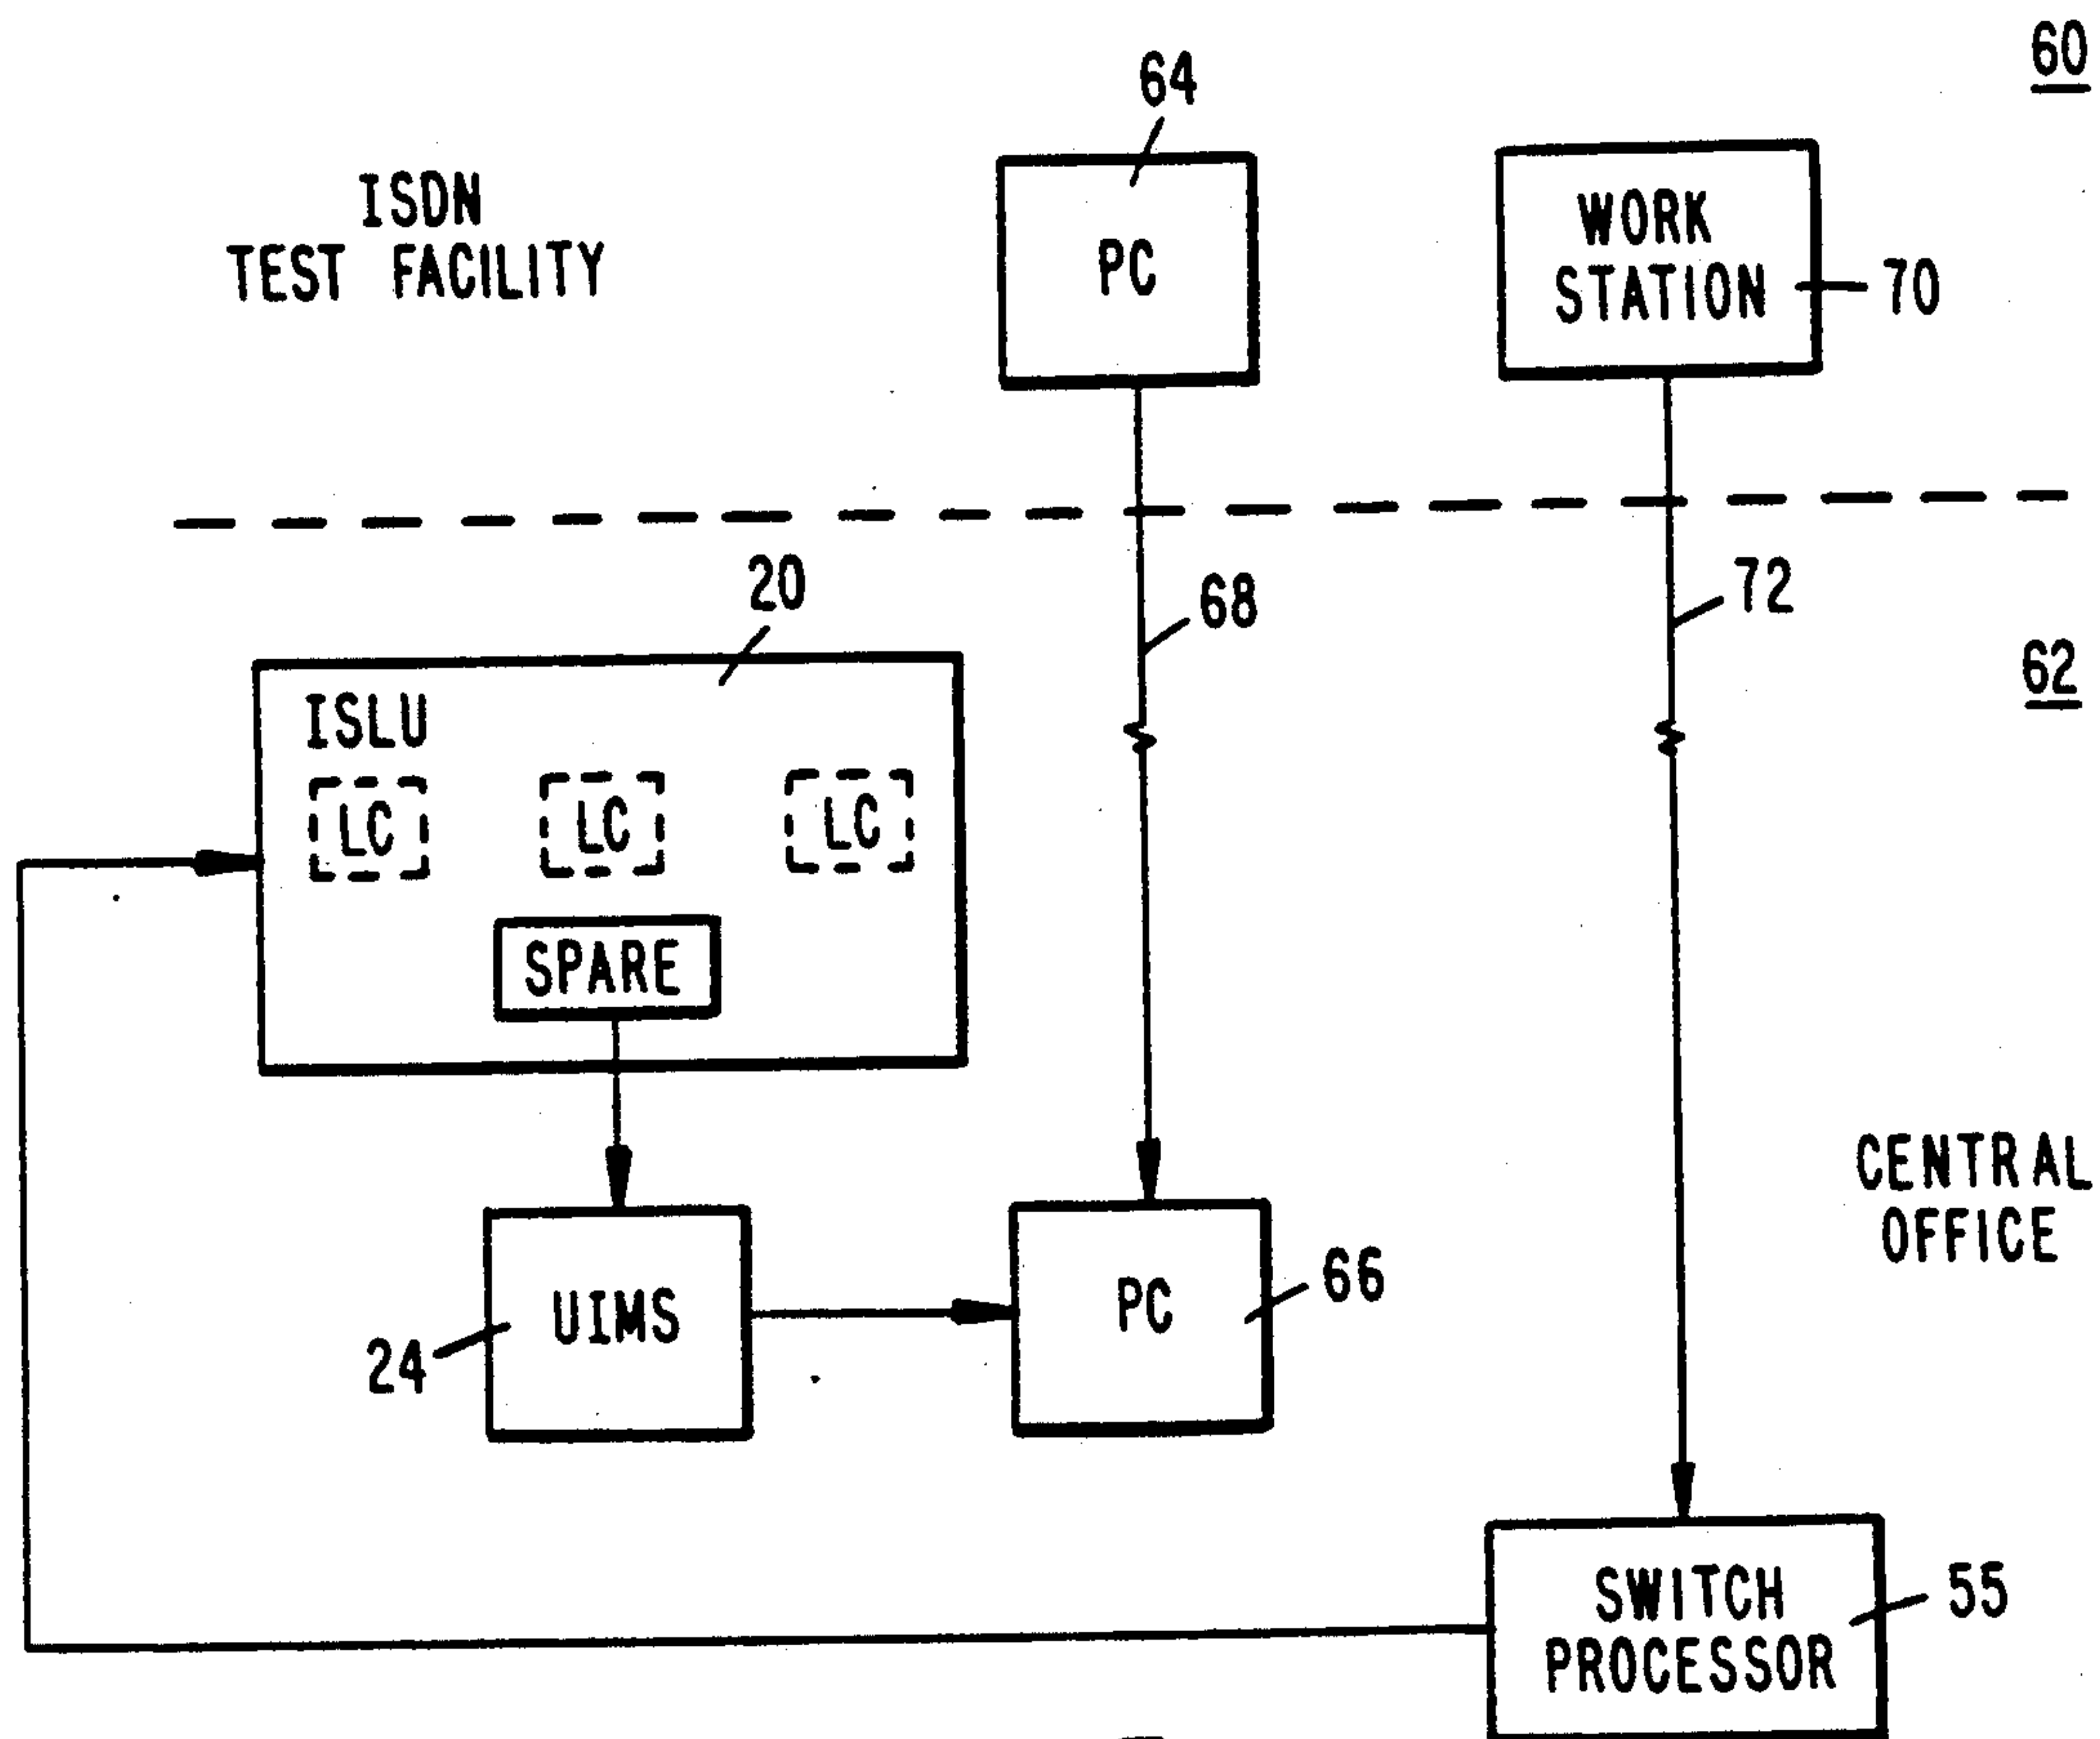 60
64
ISDN
TEST FACILITY
PC
WORK
STATION
70
20
68
72
62
ISLU
LC
LC
LC
SPARE
CENTRAL
OFFICE
UIMS
24
PC
66
SWITCH
PROCESSOR
55